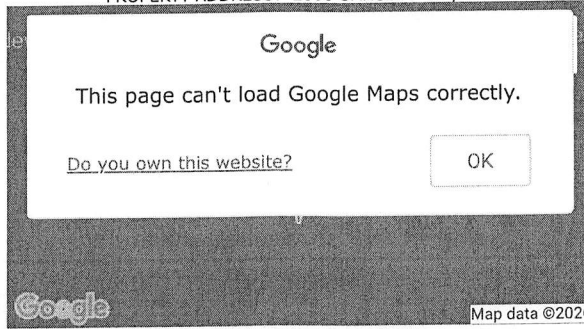 Google
This page can't load Google Maps correctly.
Do you own this website?
OK
Google
Map data ©202